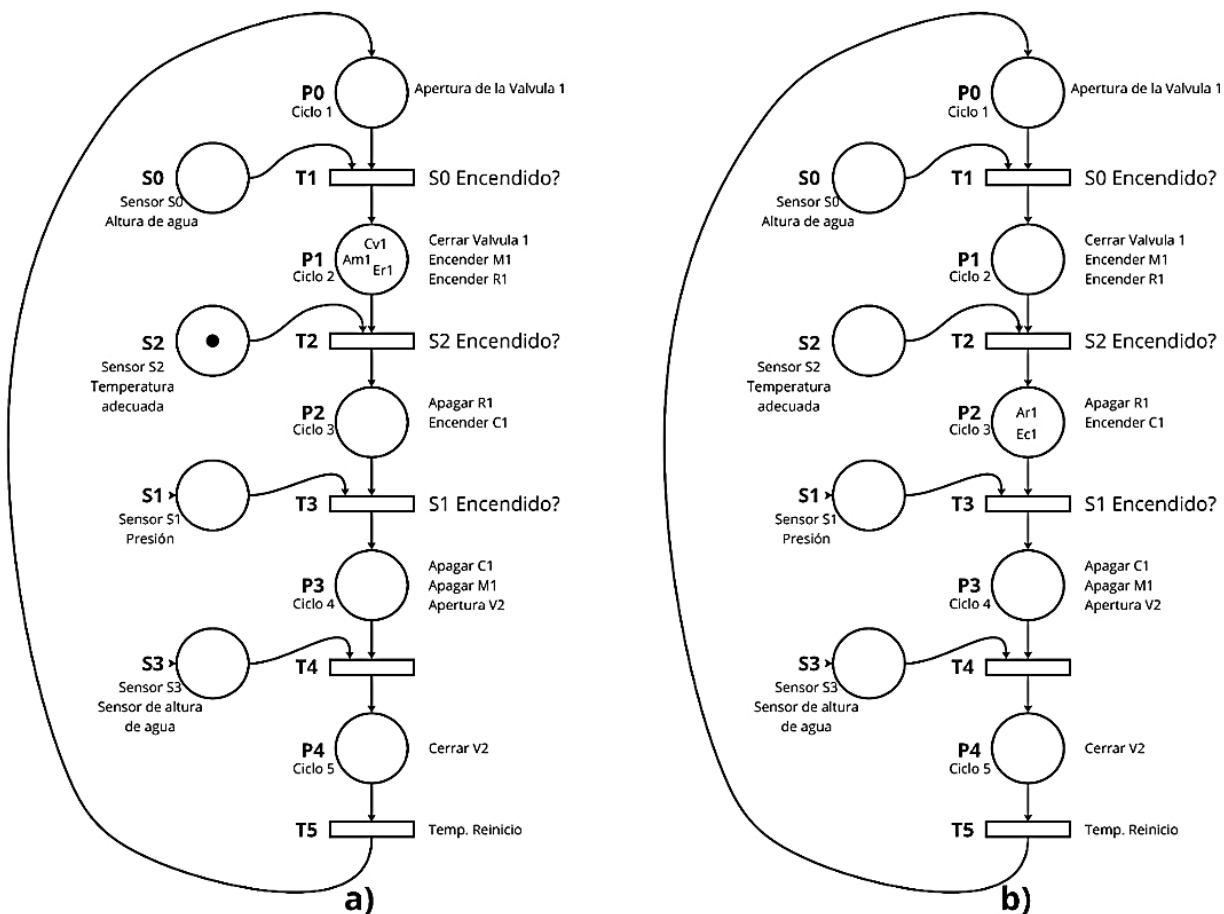 P0
Ciclo 1
Apertura de la Valvula 1
S0
Sensor S0
Altura de agua
T1
S0 Encendido?
P1
Ciclo 2
Cv1
Am1
Er1
Cerrar Valvula 1
Encender M1
Encender R1
S2
Sensor S2
Temperatura
adecuada
T2
S2 Encendido?
P2
Ciclo 3
Apagar R1
Encender C1
S1
Sensor S1
Presión
T3
S1 Encendido?
P3
Ciclo 4
Apagar C1
Apagar M1
Apertura V2
S3
Sensor S3
Sensor de altura
de agua
T4
P4
Ciclo 5
Cerrar V2
T5
Temp. Reinicio
a)
P0
Ciclo 1
Apertura de la Valvula 1
S0
Sensor S0
Altura de agua
T1
S0 Encendido?
P1
Ciclo 2
Cerrar Valvula 1
Encender M1
Encender R1
S2
Sensor S2
Temperatura
adecuada
T2
S2 Encendido?
P2
Ciclo 3
Ar1
Ec1
Apagar R1
Encender C1
S1
Sensor S1
Presión
T3
S1 Encendido?
P3
Ciclo 4
Apagar C1
Apagar M1
Apertura V2
S3
Sensor S3
Sensor de altura
de agua
T4
P4
Ciclo 5
Cerrar V2
T5
Temp. Reinicio
b)